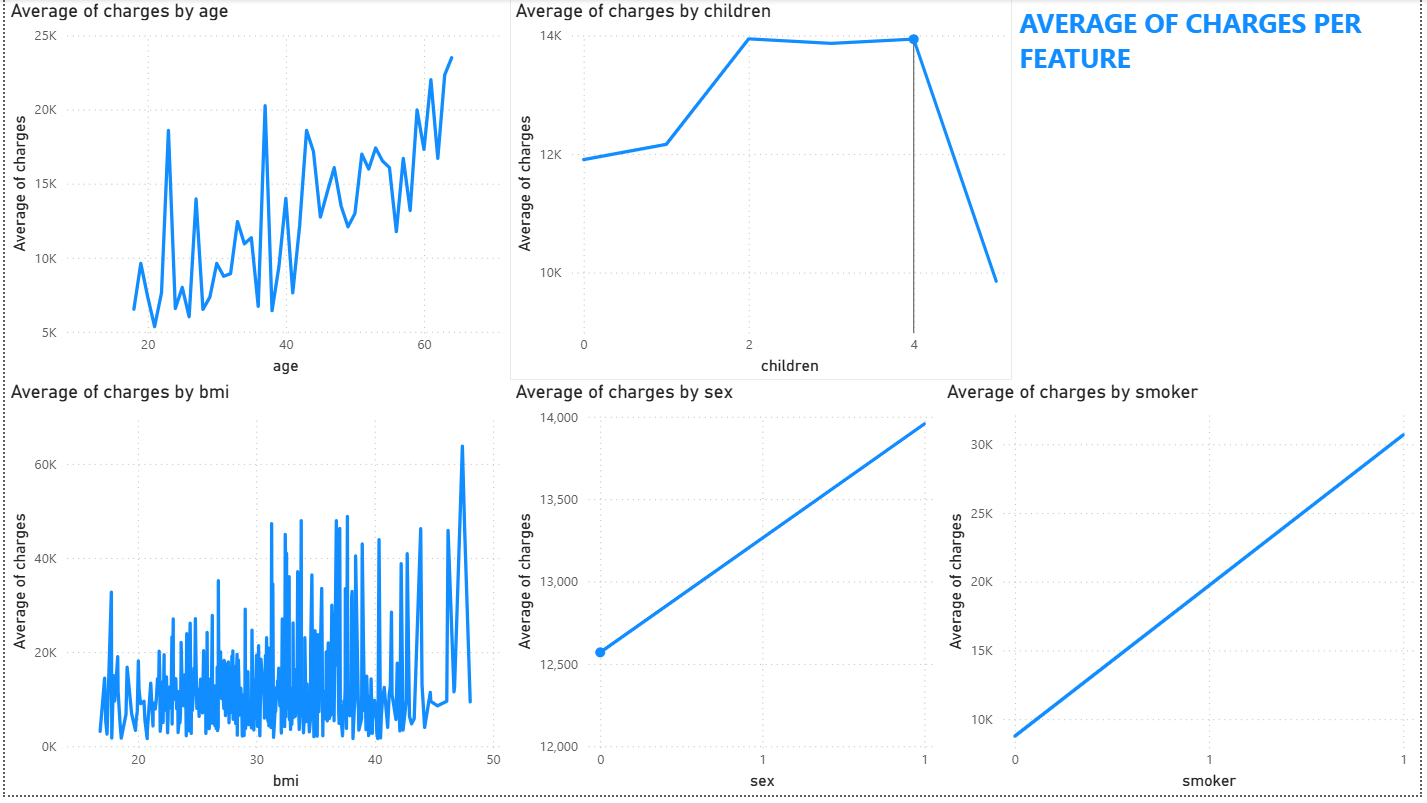 Average of charges by age
25K
20K
15K
10K
5K
Average of charges
20
40
60
age
Average of charges by children
14K
12K
10K
Average of charges
0
2
4
children
AVERAGE OF CHARGES PER
FEATURE
Average of charges by bmi
60K
40K
20K
0K
Average of charges
20
30
40
50
bmi
Average of charges by sex
14,000
13,500
13,000
12,500
12,000
Average of charges
0
1
1
sex
Average of charges by smoker
30K
25K
20K
15K
10K
Average of charges
0
1
1
smoker